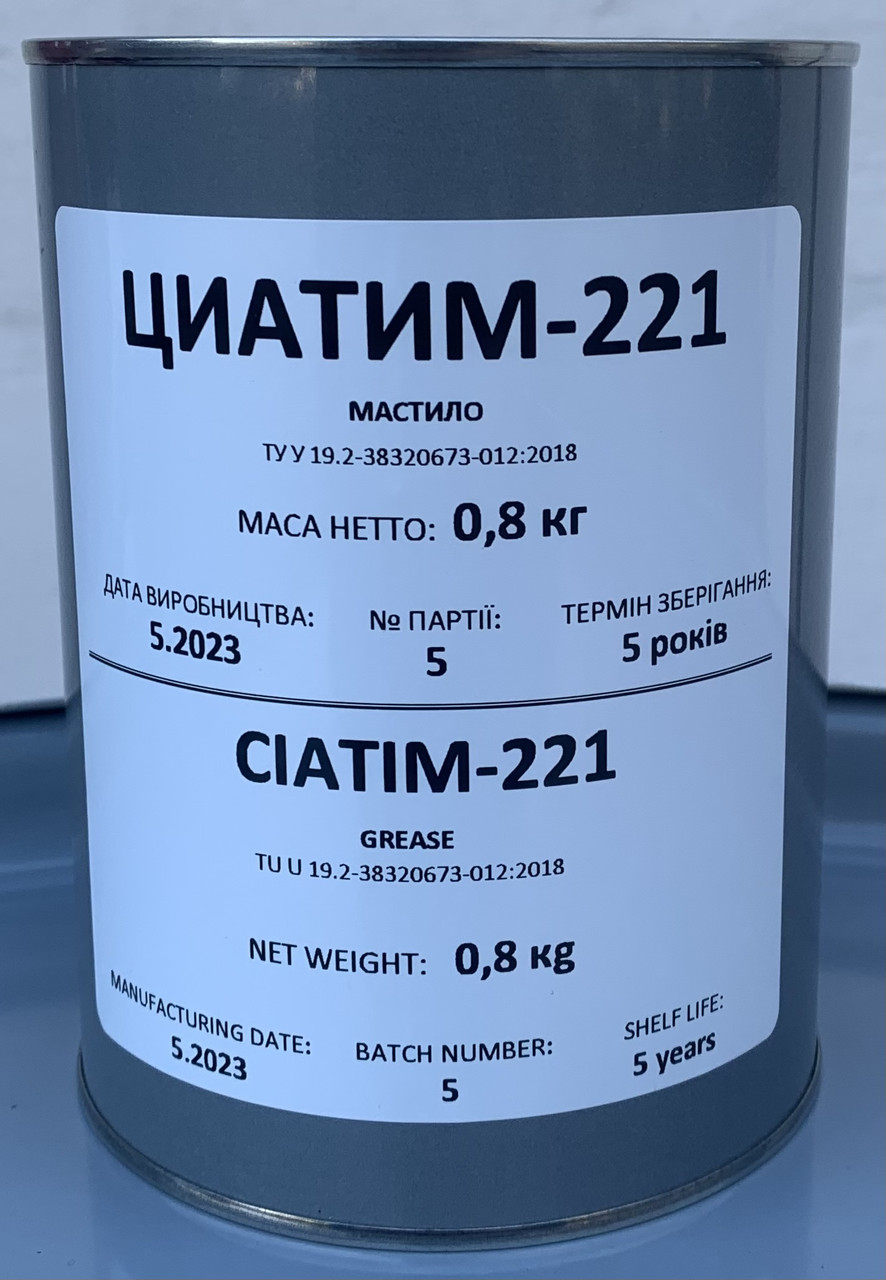 ЦИАТИМ-221
МАСТИЛО
ТУ У 19.2-38320673-012:2018
МАСА НЕТТО: 0,8 кг
ДАТА ВИРОБНИЦТВА: № ПАРТІЇ: ТЕРМІН ЗБЕРІГАННЯ:
5.2023 5 5 років
CIATIM-221
GREASE
TU U 19.2-38320673-012:2018
NET WEIGHT: 0,8 kg
MANUFACTURING DATE: BATCH NUMBER: SHELF LIFE:
5.2023 5 5 years